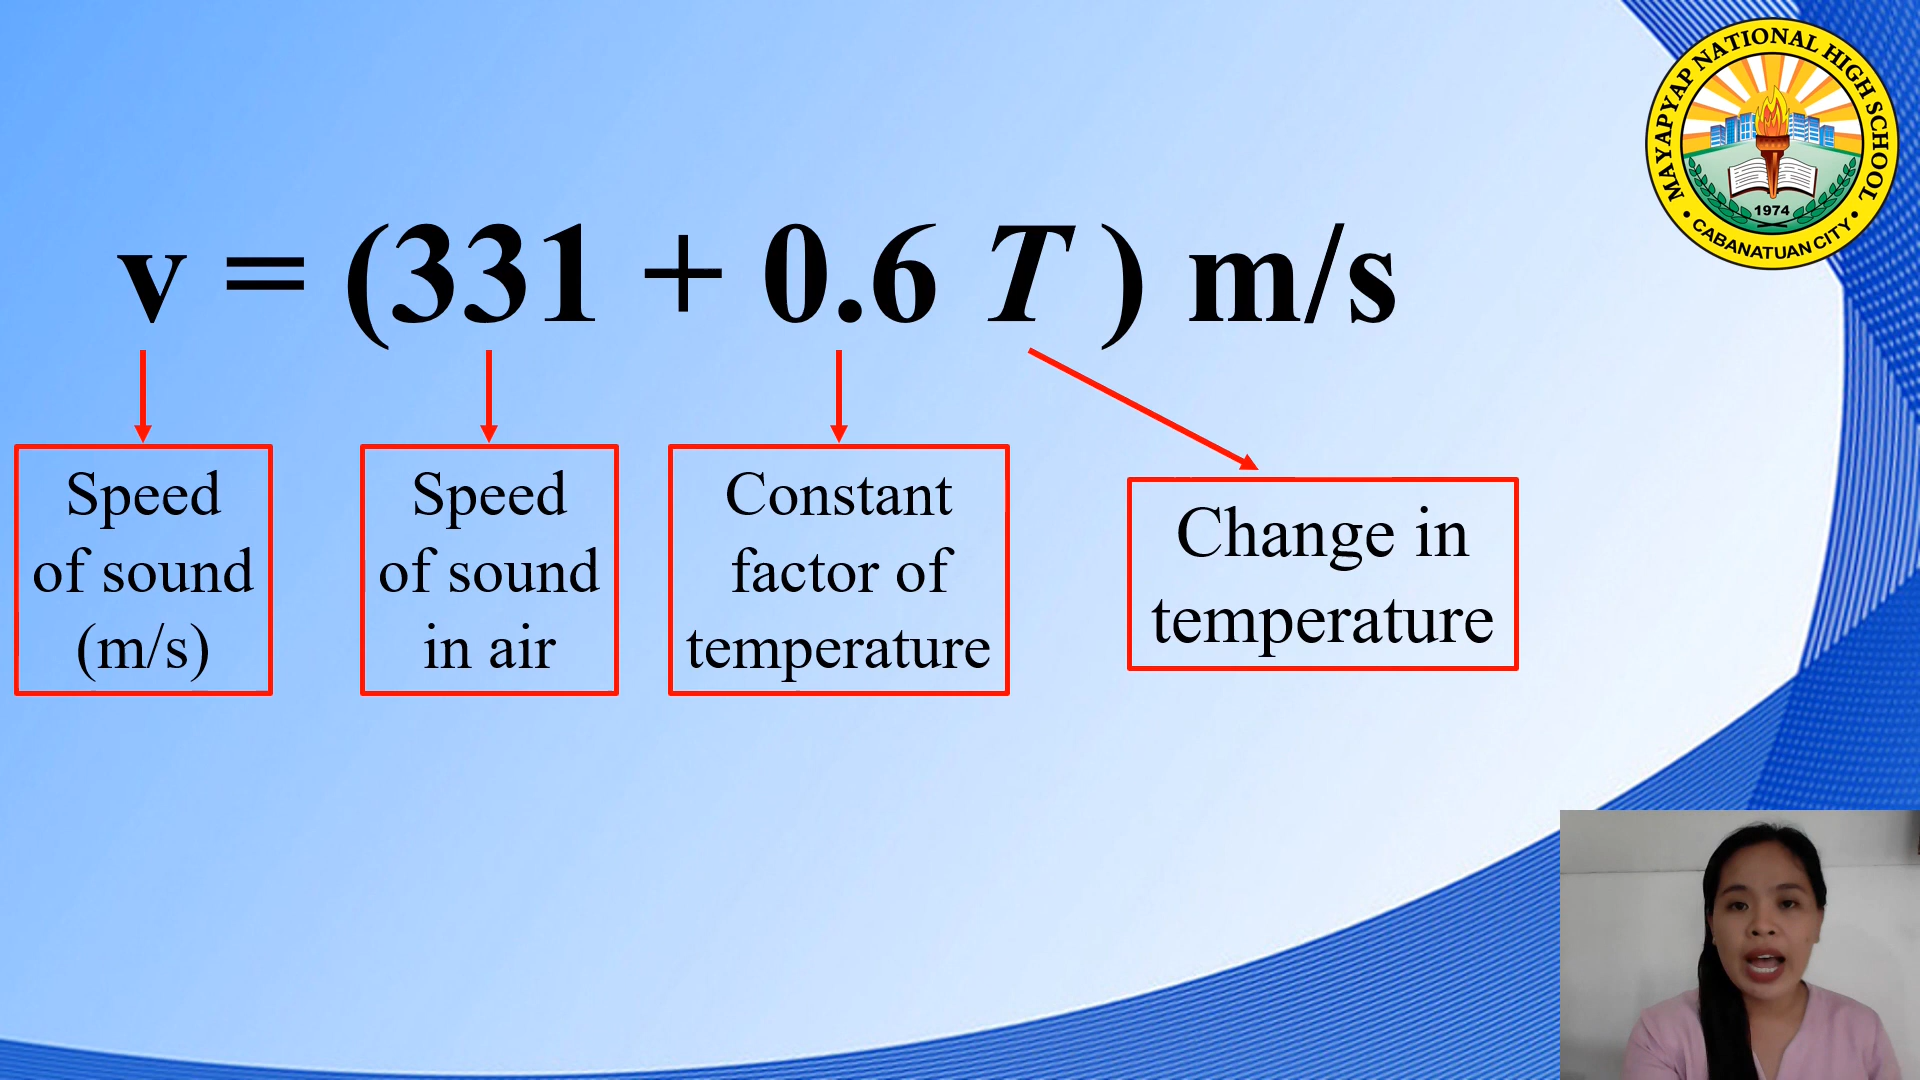 MAYAPYAP NATIONAL HIGH SCHOOL
1974
• CABANATUAN CITY •
v = (331 + 0.6 T ) m/s
Speed
of sound
(m/s)
Speed
of sound
in air
Constant
factor of
temperature
Change in
temperature